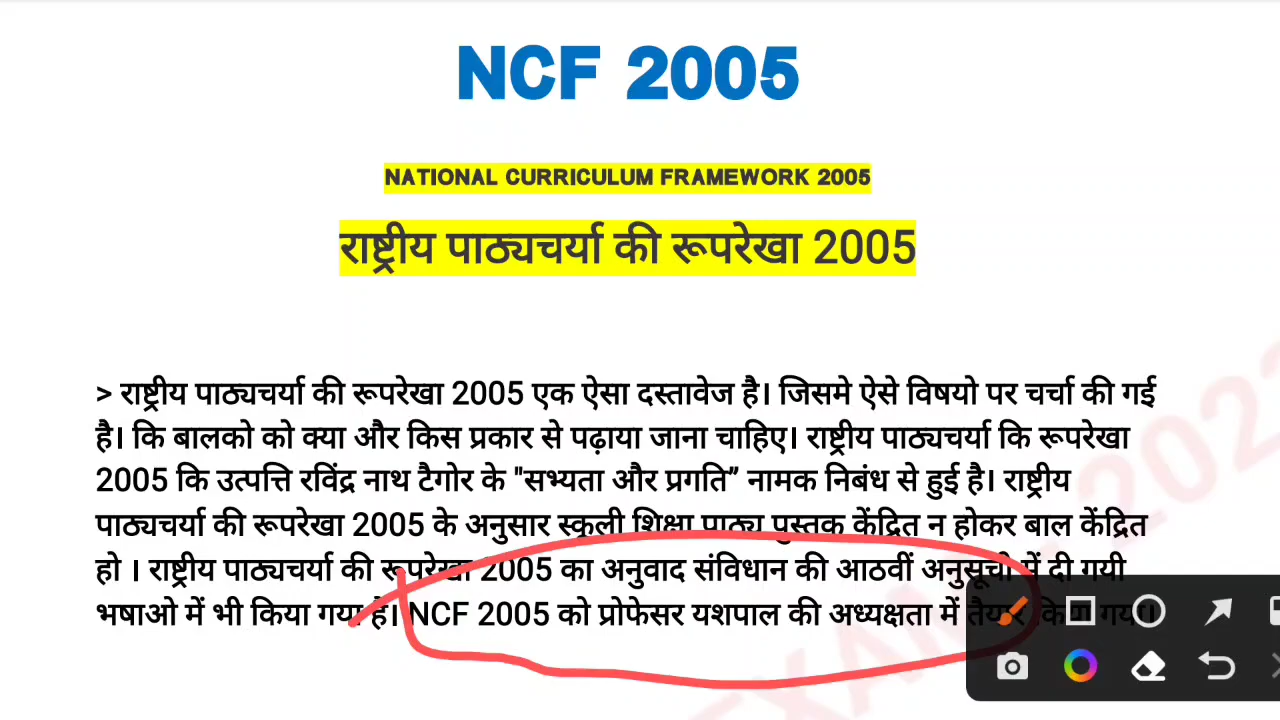 NCF 2005
NATIONAL CURRICULUM FRAMEWORK 2005
राष्ट्रीय पाठ्यचर्या की रूपरेखा 2005
> राष्ट्रीय पाठ्यचर्या की रूपरेखा 2005 एक ऐसा दस्तावेज है। जिसमे ऐसे विषयो पर चर्चा की गई
है। कि बालको को क्या और किस प्रकार से पढ़ाया जाना चाहिए। राष्ट्रीय पाठ्यचर्या कि रूपरेखा
2005 कि उत्पत्ति रविंद्र नाथ टैगोर के "सभ्यता और प्रगति” नामक निबंध से हुई है। राष्ट्रीय
पाठ्यचर्या की रूपरेखा 2005 के अनुसार स्कूली शिक्षा पाठ्य पुस्तक केंद्रित न होकर बाल केंद्रित
हो । राष्ट्रीय पाठ्यचर्या की रूपरेखा 2005 का अनुवाद संविधान की आठवीं अनुसूची में दी गयी
भषाओ में भी किया गया है। NCF 2005 को प्रोफेसर यशपाल की अध्यक्षता में तैयार किया गया।